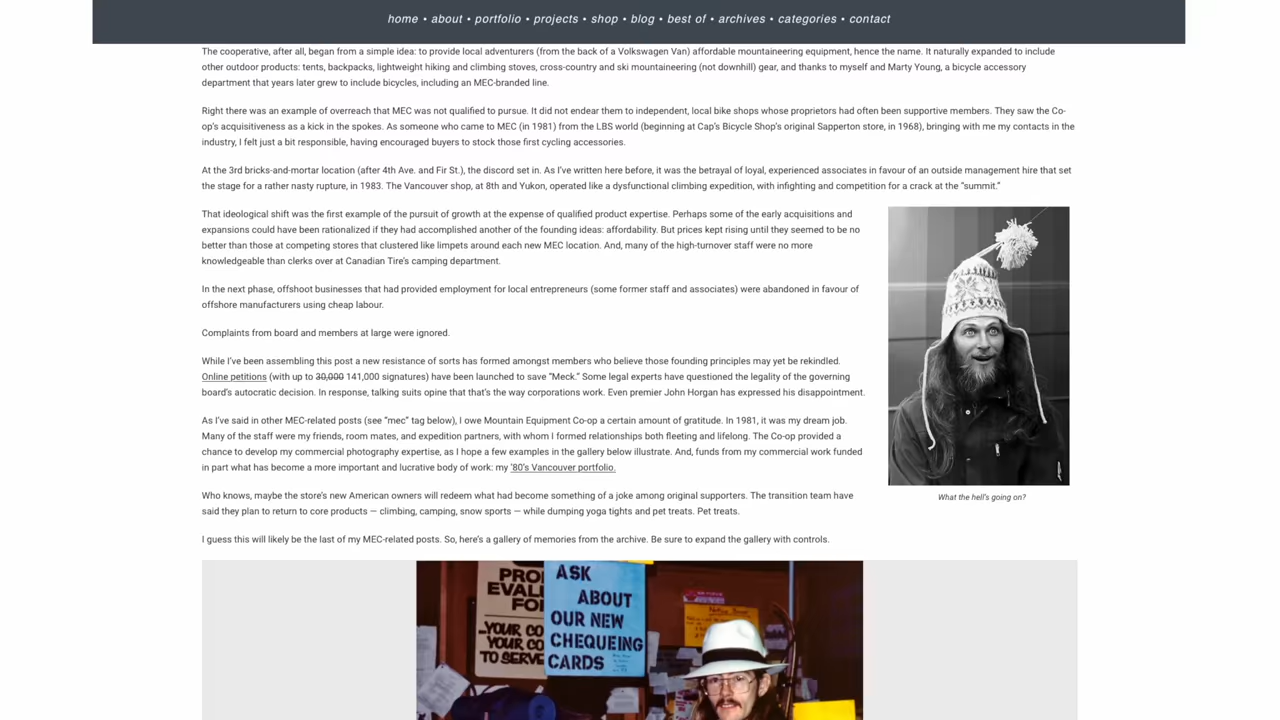 home • about • portfolio • projects • shop • blog • best of • archives • categories • contact
The cooperative, after all, began from a simple idea: to provide local adventurers (from the back of a Volkswagen Van) affordable mountaineering equipment, hence the name. It naturally expanded to include
other outdoor products: tents, backpacks, lightweight hiking and climbing stoves, cross-country and ski mountaineering (not downhill) gear, and thanks to myself and Marty Young, a bicycle accessory
department that years later grew to include bicycles, including an MEC-branded line.
Right there was an example of overreach that MEC was not qualified to pursue. It did not endear them to independent, local bike shops whose proprietors had often been supportive members. They saw the Co-
op's acquisitiveness as a kick in the spokes. As someone who came to MEC (in 1981) from the LBS world (beginning at Cap's Bicycle Shop's original Sapperton store, in 1968), bringing with me my contacts in the
industry, I felt just a bit responsible, having encouraged buyers to stock those first cycling accessories.
At the 3rd bricks-and-mortar location (after 4th Ave. and Fir St.), the discord set in. As I've written here before, it was the betrayal of loyal, experienced associates in favour of an outside management hire that set
the stage for a rather nasty rupture, in 1983. The Vancouver shop, at 8th and Yukon, operated like a dysfunctional climbing expedition, with infighting and competition for a crack at the “summit.”
That ideological shift was the first example of the pursuit of growth at the expense of qualified product expertise. Perhaps some of the early acquisitions and
expansions could have been rationalized if they had accomplished another of the founding ideas: affordability. But prices kept rising until they seemed to be no
better than those at competing stores that clustered like limpets around each new MEC location. And, many of the high-turnover staff were no more
knowledgeable than clerks over at Canadian Tire's camping department.
In the next phase, offshoot businesses that had provided employment for local entrepreneurs (some former staff and associates) were abandoned in favour of
offshore manufacturers using cheap labour.
Complaints from board and members at large were ignored.
While I've been assembling this post a new resistance of sorts has formed amongst members who believe those founding principles may yet be rekindled.
Online petitions (with up to 30,000 141,000 signatures) have been launched to save “Meck.” Some legal experts have questioned the legality of the governing
board's autocratic decision. In response, talking suits opine that that's the way corporations work. Even premier John Horgan has expressed his disappointment.
As I've said in other MEC-related posts (see “mec” tag below), I owe Mountain Equipment Co-op a certain amount of gratitude. In 1981, it was my dream job.
Many of the staff were my friends, room mates, and expedition partners, with whom I formed relationships both fleeting and lifelong. The Co-op provided a
chance to develop my commercial photography expertise, as I hope a few examples in the gallery below illustrate. And, funds from my commercial work funded
in part what has become a more important and lucrative body of work: my '80's Vancouver portfolio.
What the hell's going on?
Who knows, maybe the store's new American owners will redeem what had become something of a joke among original supporters. The transition team have
said they plan to return to core products — climbing, camping, snow sports — while dumping yoga tights and pet treats. Pet treats.
I guess this will likely be the last of my MEC-related posts. So, here's a gallery of memories from the archive. Be sure to expand the gallery with controls.
ASK
ABOUT
OUR NEW
CHEQUEING
CARDS